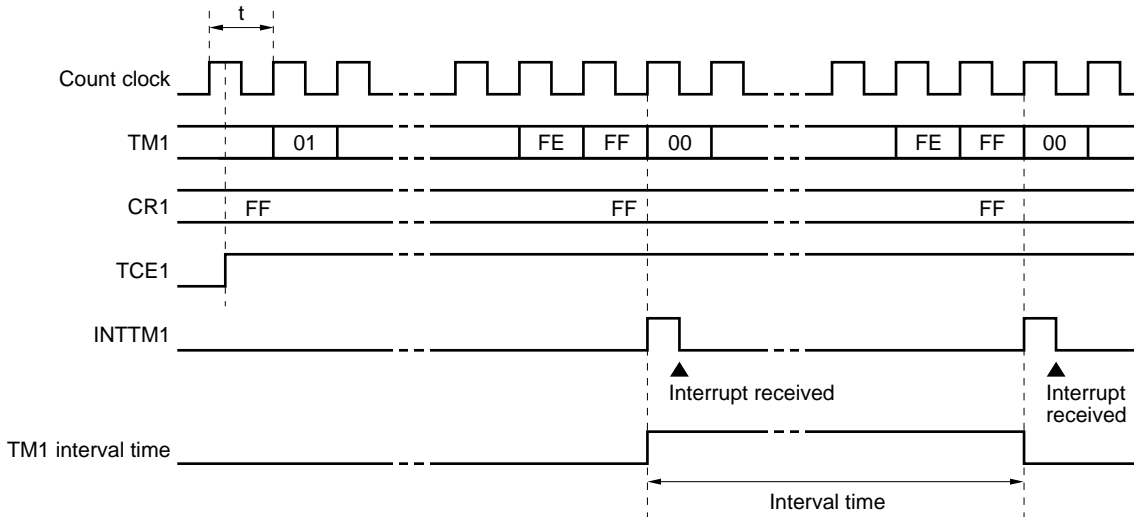 t
Count clock
TM1 01 FE FF 00 FE FF 00
CR1 FF FF FF
TCE1
INTTM1
Interrupt received
Interrupt
received
TM1 interval time
Interval time